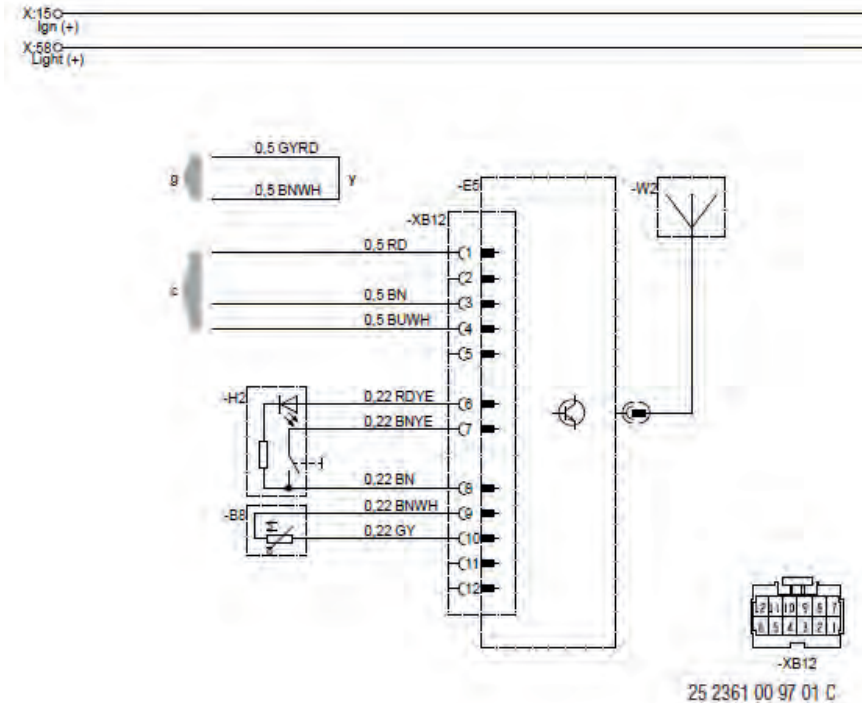 X:15
Ign (+)
X:58
Light (+)
0,5 GYRD
g
y
0,5 BNWH
-E5
-W2
-XB12
0,5 RD
1
2
c
0,5 BN
3
0,5 BUWH
4
5
-H2
0,22 RDYE
6
0,22 BNYE
7
0,22 BN
8
-B8
0,22 BNWH
9
0,22 GY
10
11
12
12 11 10 9 8 7
6 5 4 3 2 1
-XB12
25 2361 00 97 01 C